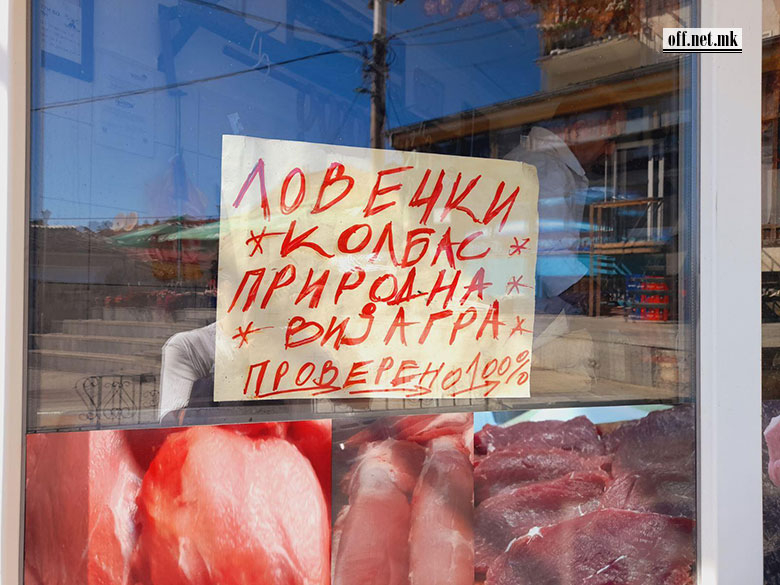 off.net.mk
ЛОВЕЧКИ
* КОЛБАС *
ПРИРОДНА *
* ВИЈАГРА *
ПРОВЕРЕНО 100%